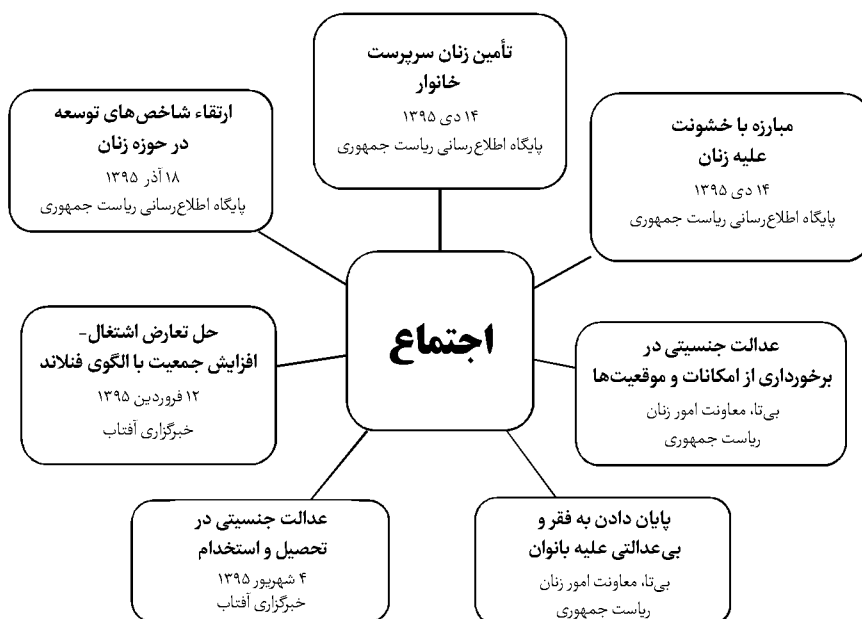 تأمین زنان سرپرست
خانوار
۱۴ دی ۱۳۹۵
پایگاه اطلاع‌رسانی ریاست جمهوری
مبارزه با خشونت
علیه زنان
۱۴ دی ۱۳۹۵
پایگاه اطلاع‌رسانی ریاست جمهوری
ارتقاء شاخص‌های توسعه
در حوزه زنان
۱۸ آذر ۱۳۹۵
پایگاه اطلاع‌رسانی ریاست جمهوری
اجتماع
عدالت جنسیتی در
برخورداری از امکانات و موقعیت‌ها
بی‌تا، معاونت امور زنان
ریاست جمهوری
حل تعارض اشتغال-
افزایش جمعیت با الگوی فنلاند
۱۲ فروردین ۱۳۹۵
خبرگزاری آفتاب
پایان دادن به فقر و
بی‌عدالتی علیه بانوان
بی‌تا، معاونت امور زنان
ریاست جمهوری
عدالت جنسیتی در
تحصیل و استخدام
۴ شهریور ۱۳۹۵
خبرگزاری آفتاب